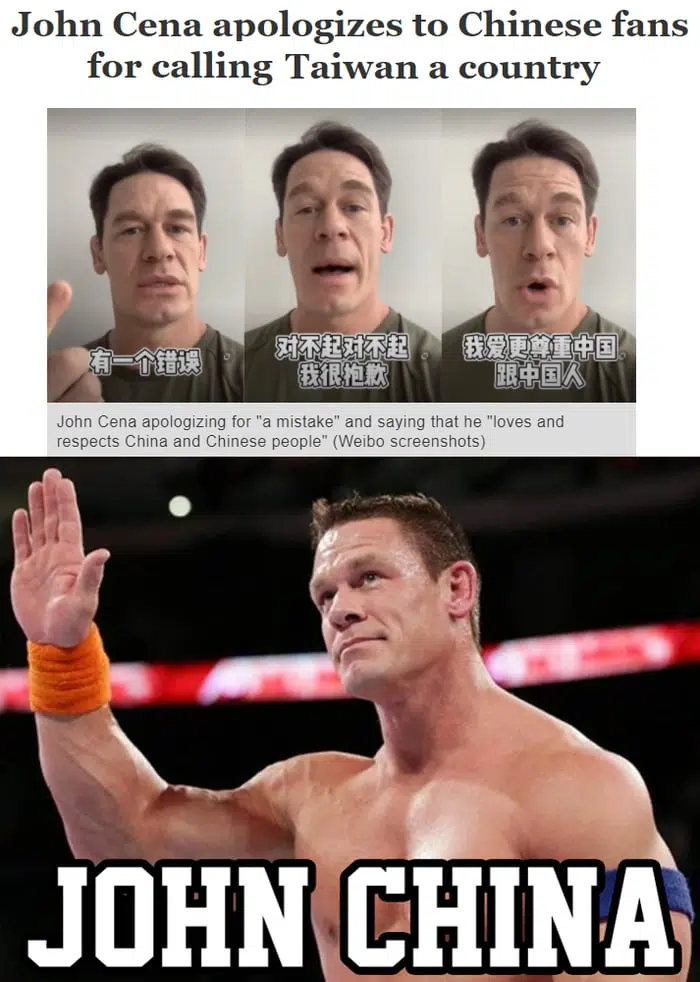 John Cena apologizes to Chinese fans
for calling Taiwan a country
有一个错误
对不起对不起
我很抱歉
我爱更尊重中国
跟中国人
John Cena apologizing for "a mistake" and saying that he "loves and
respects China and Chinese people" (Weibo screenshots)
JOHN CHINA